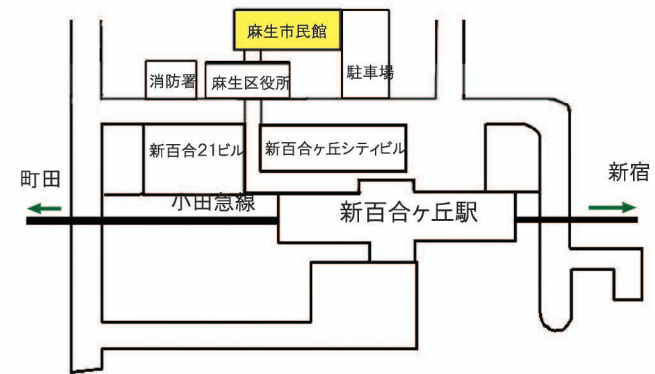 麻生市民館
消防署
麻生区役所
駐車場
新百合21ビル
新百合ヶ丘シティビル
町田
新宿
小田急線
新百合ヶ丘駅